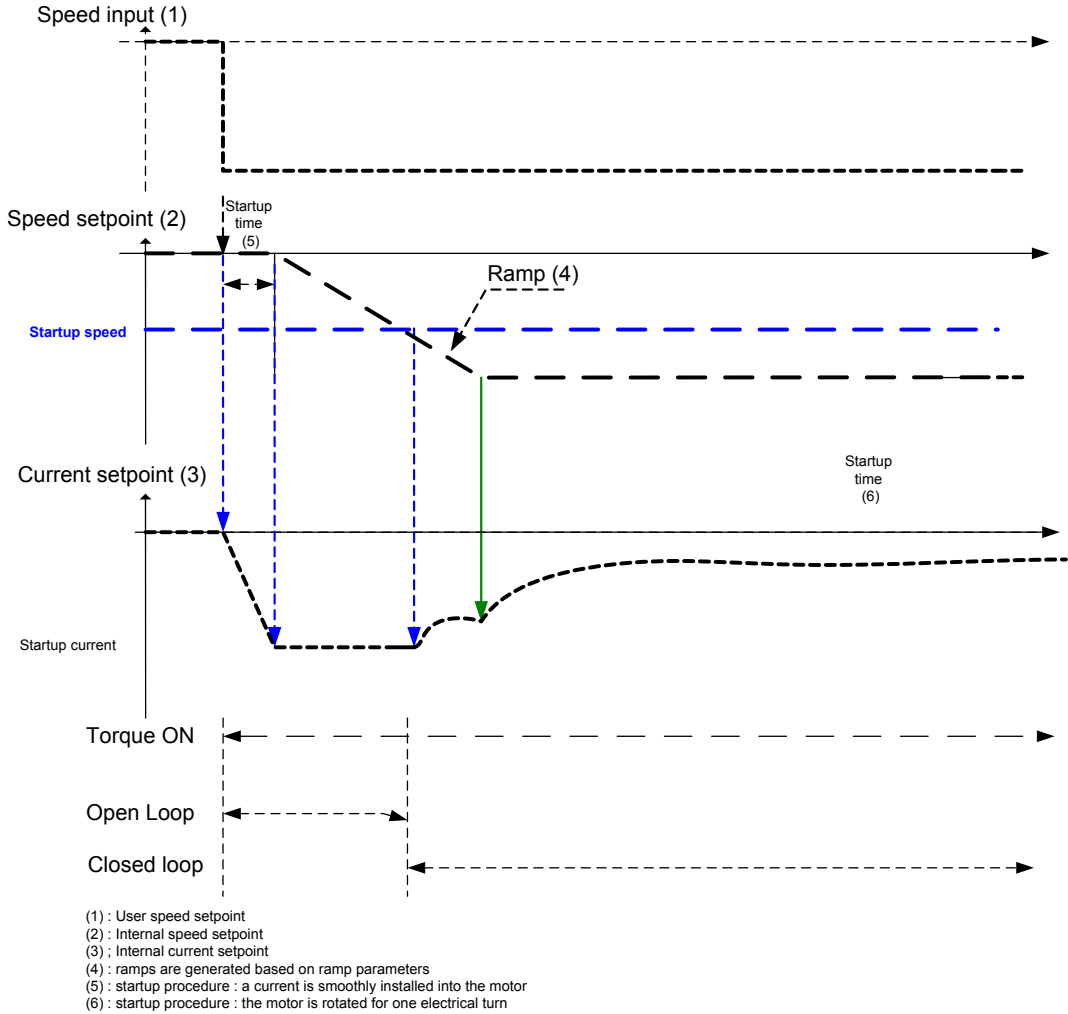 Speed input (1)
Speed setpoint (2)
Startup
time
(5)
Ramp (4)
Startup speed
Current setpoint (3)
Startup
time
(6)
Startup current
Torque ON
Open Loop
Closed loop
(1) : User speed setpoint
(2) : Internal speed setpoint
(3) ; Internal current setpoint
(4) : ramps are generated based on ramp parameters
(5) : startup procedure : a current is smoothly installed into the motor
(6) : startup procedure : the motor is rotated for one electrical turn